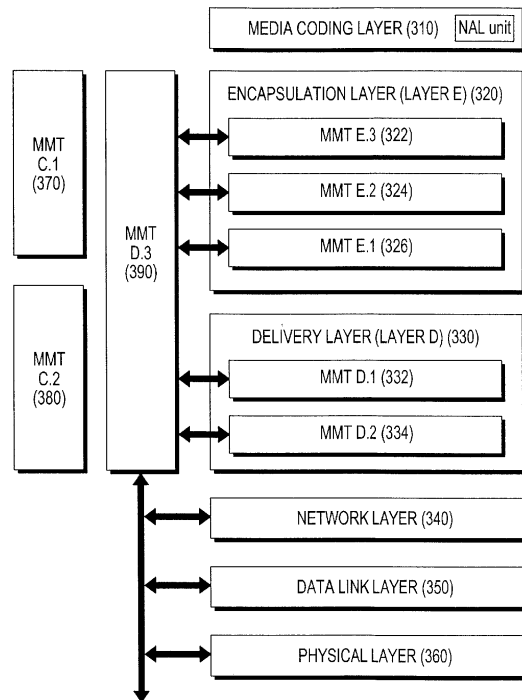 MEDIA CODING LAYER (310) NAL unit
ENCAPSULATION LAYER (LAYER E) (320)
MMT E.3 (322)
MMT E.2 (324)
MMT E.1 (326)
MMT
C.1
(370)
MMT
D.3
(390)
MMT
C.2
(380)
DELIVERY LAYER (LAYER D) (330)
MMT D.1 (332)
MMT D.2 (334)
NETWORK LAYER (340)
DATA LINK LAYER (350)
PHYSICAL LAYER (360)